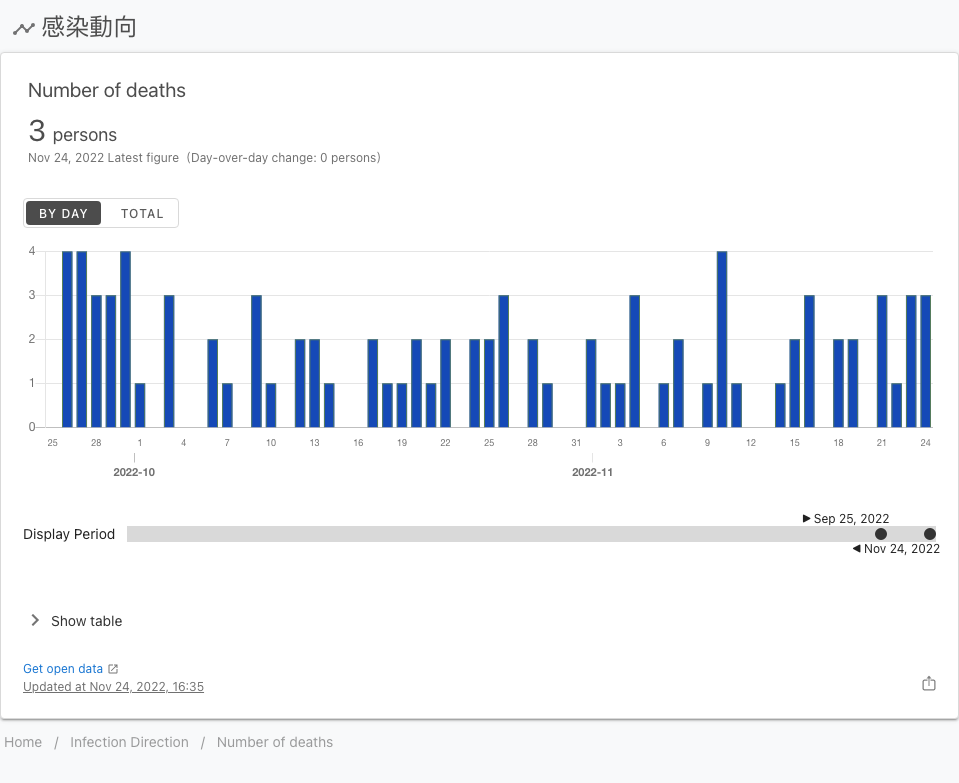 感染動向
Number of deaths
3 persons
Nov 24, 2022 Latest figure (Day-over-day change: 0 persons)
BY DAY TOTAL
4
3
2
1
0
25 28 1 4 7 10 13 16 19 22 25 28 31 3 6 9 12 15 18 21 24
2022-10 2022-11
Sep 25, 2022
Display Period
Nov 24, 2022
Show table
Get open data
Updated at Nov 24, 2022, 16:35
Home / Infection Direction / Number of deaths